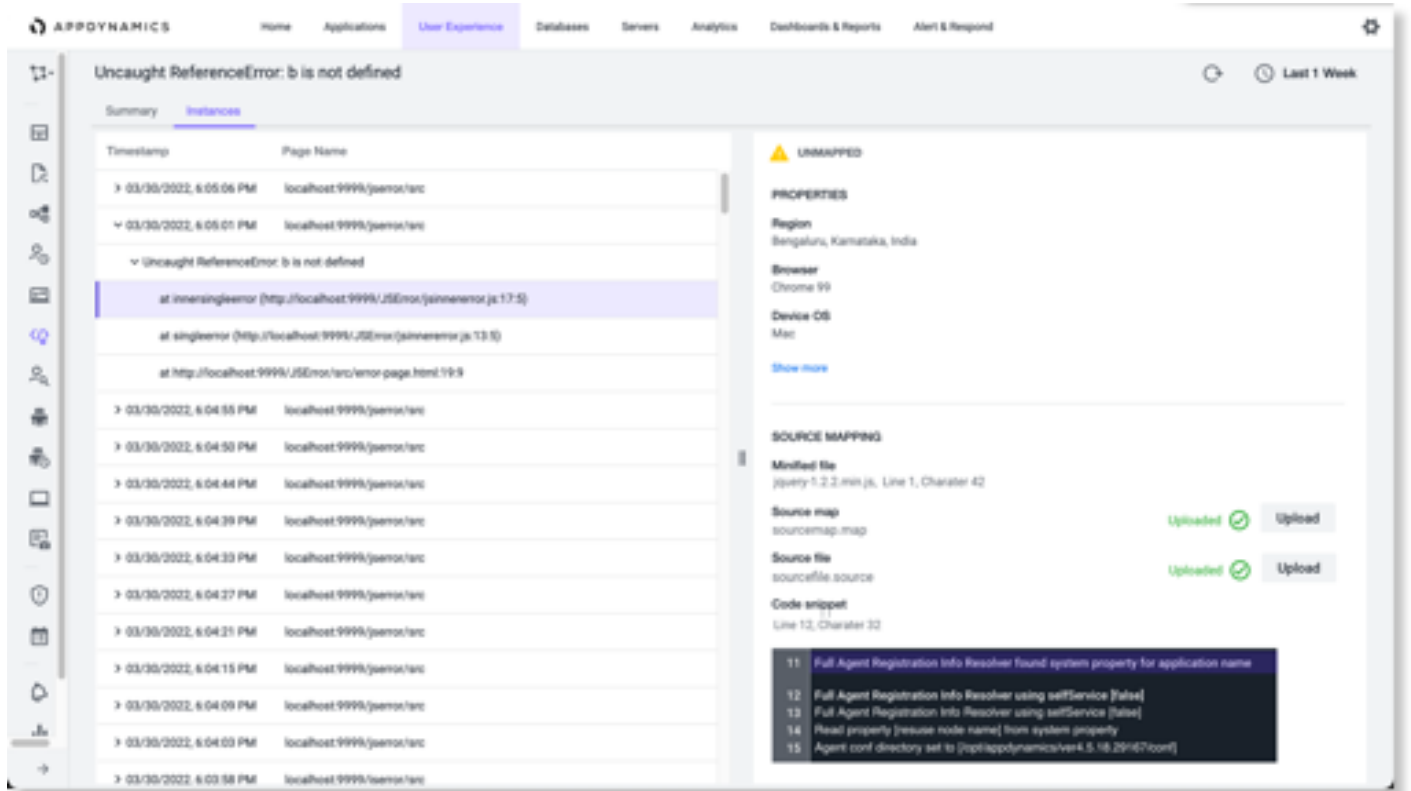 APPDYNAMICS
Home Applications User Experience Databases Servers Analytics Dashboards & Reports Alert & Respond
Uncaught ReferenceError: b is not defined
Last 1 Week
Summary Instances
Timestamp Page Name
03/30/2022, 6:05:06 PM localhost:9999/jserror/src
03/30/2022, 6:05:01 PM localhost:9999/jserror/src
Uncaught ReferenceError: b is not defined
at innersingleerror (http://localhost:9999/JSError/jsinnererror.js:17:5)
at singleerror (http://localhost:9999/JSError/jsinnererror.js:13:5)
at http://localhost:9999/JSError/src/error-page.html:19:9
03/30/2022, 6:04:55 PM localhost:9999/jserror/src
03/30/2022, 6:04:50 PM localhost:9999/jserror/src
03/30/2022, 6:04:44 PM localhost:9999/jserror/src
03/30/2022, 6:04:39 PM localhost:9999/jserror/src
03/30/2022, 6:04:33 PM localhost:9999/jserror/src
03/30/2022, 6:04:27 PM localhost:9999/jserror/src
03/30/2022, 6:04:21 PM localhost:9999/jserror/src
03/30/2022, 6:04:15 PM localhost:9999/jserror/src
03/30/2022, 6:04:09 PM localhost:9999/jserror/src
03/30/2022, 6:04:03 PM localhost:9999/jserror/src
03/30/2022, 6:03:58 PM localhost:9999/jserror/src
UNMAPPED
PROPERTIES
Region
Bengaluru, Karnataka, India
Browser
Chrome 99
Device OS
Mac
Show more
SOURCE MAPPING
Minified file
jquery-1.2.2.min.js, Line 1, Charater 42
Source map
sourcemap.map
Uploaded Upload
Source file
sourcefile.source
Uploaded Upload
Code snippet
Line 12, Charater 32
11 Full Agent Registration Info Resolver found system property for application name
12 Full Agent Registration Info Resolver using selfService [false]
13 Full Agent Registration Info Resolver using selfService [false]
14 Read property [resuse node name] from system property
15 Agent conf directory set to [/opt/appdynamics/ver4.5.18.29167/conf]